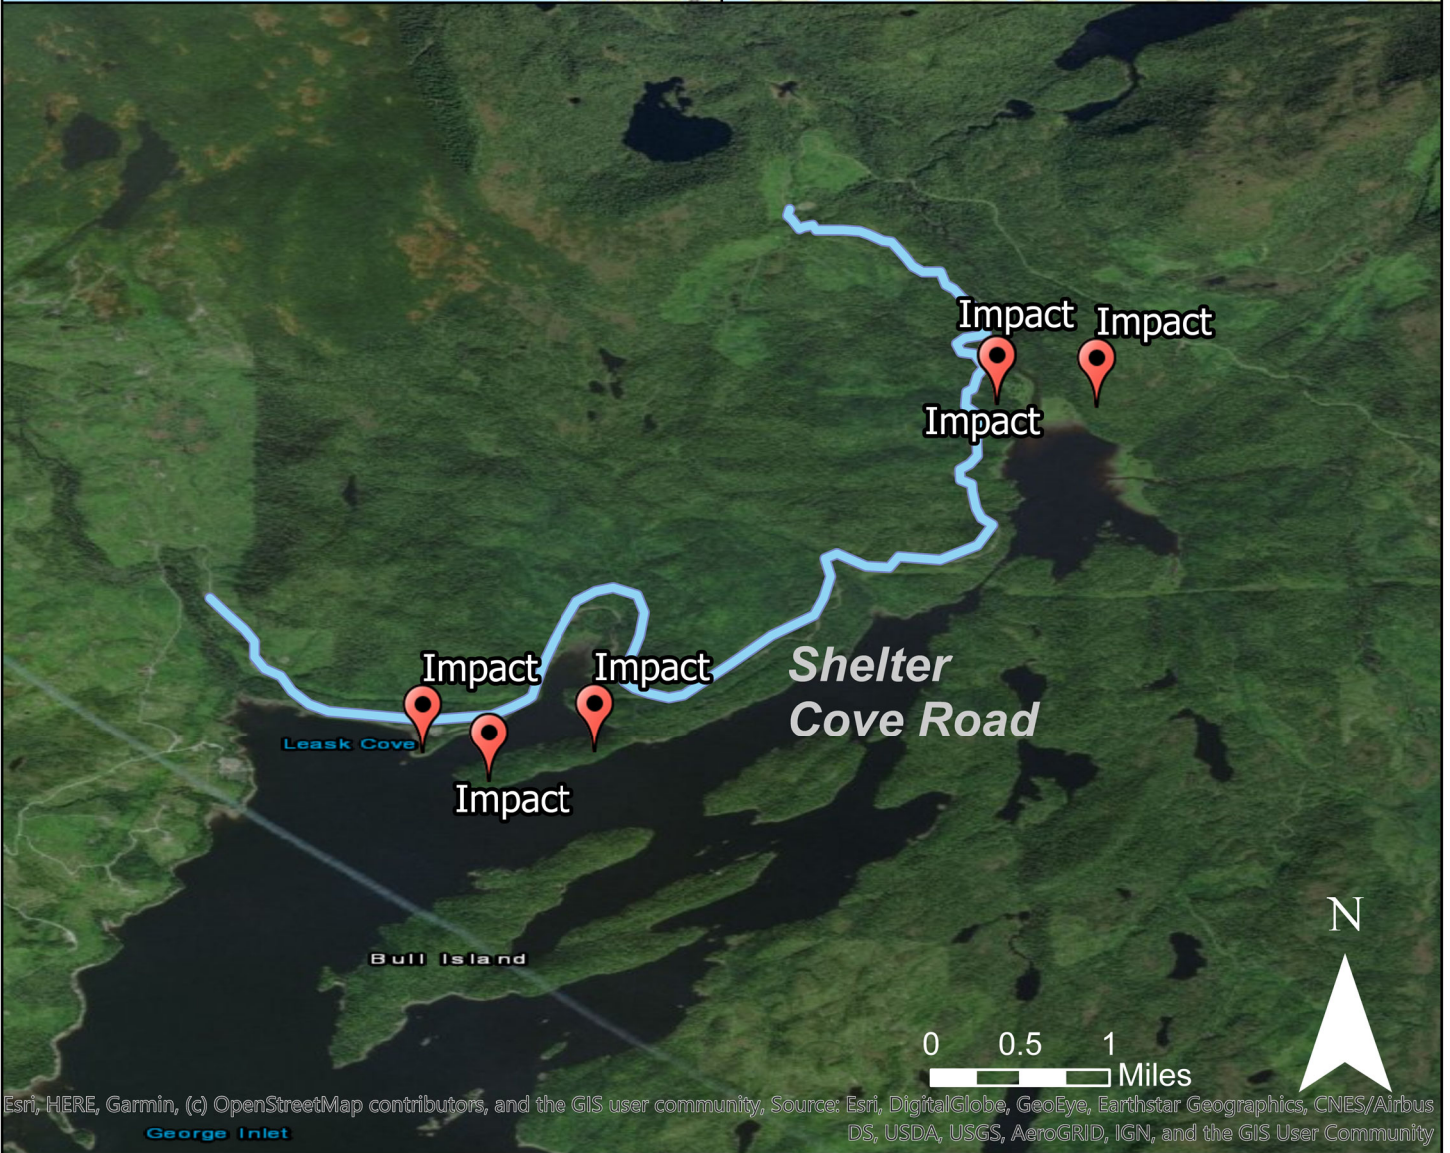 Impact
Impact
Impact
Impact
Impact
Shelter
Cove Road
Leask Cove
Impact
Bull Island
N
0 0.5 1
Miles
Esri, HERE, Garmin, (c) OpenStreetMap contributors, and the GIS user community, Source: Esri, DigitalGlobe, GeoEye, Earthstar Geographics, CNES/Airbus
DS, USDA, USGS, AeroGRID, IGN, and the GIS User Community
George Inlet